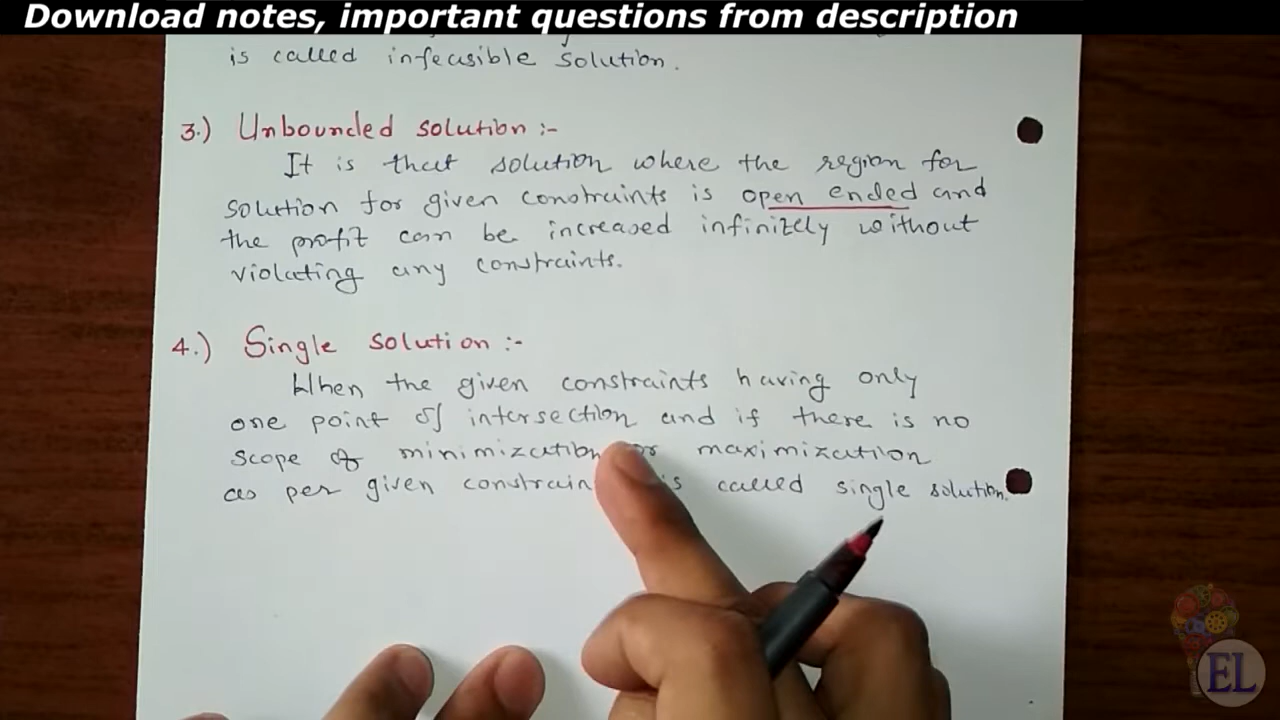 Download notes, important questions from description
is called infeasible solution.
3.) Unbounded solution :-
It is that solution where the region for
solution for given constraints is open ended and
the profit can be increased infinitely without
violating any constraints.
4.) Single solution :-
When the given constraints having only
one point of intersection and if there is no
scope of minimization or maximization
as per given constrain is called single solution.
EL